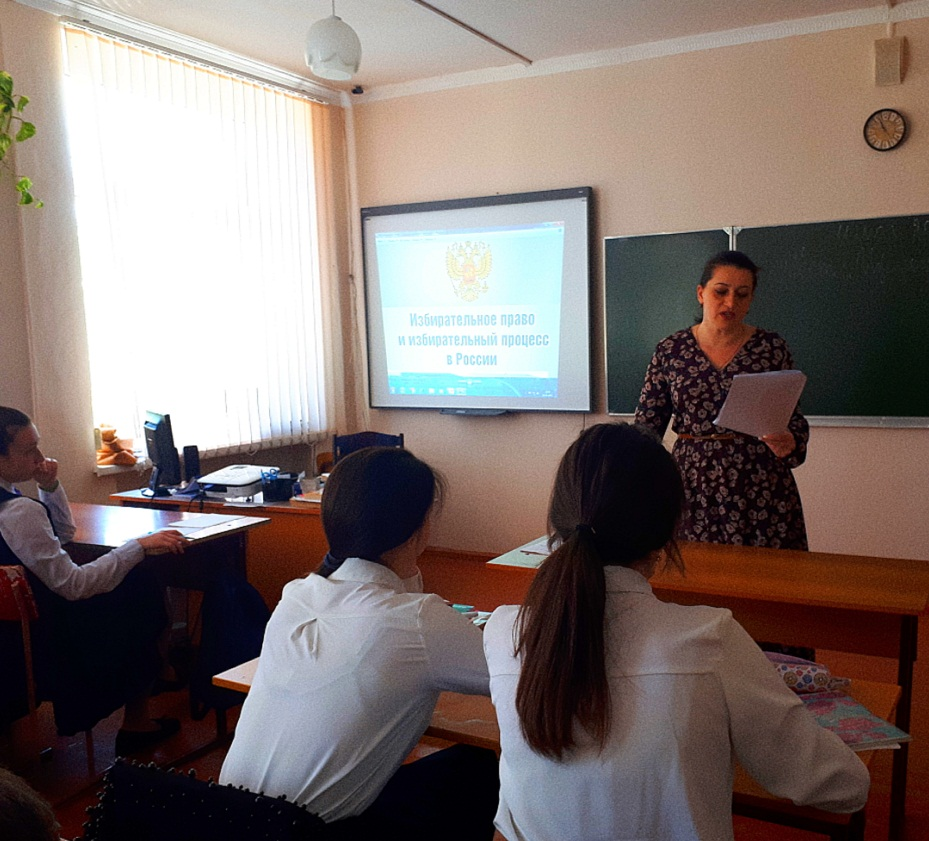 Избирательное право
и избирательный процесс
в России